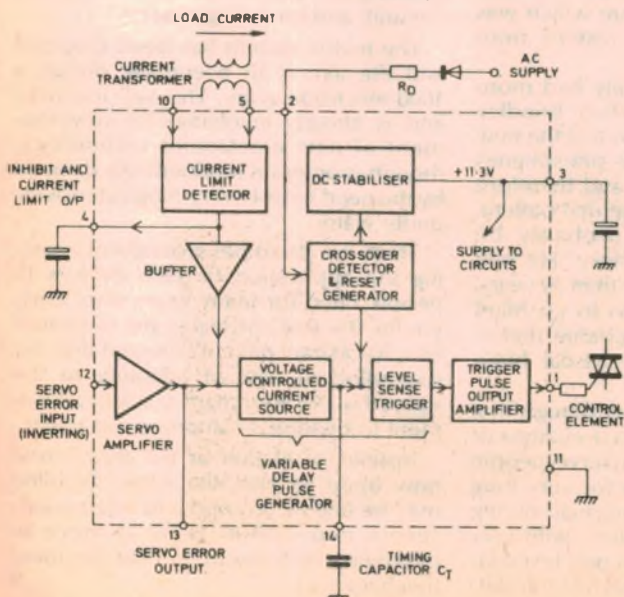 LOAD CURRENT
CURRENT
TRANSFORMER
R_D
AC
SUPPLY
10
5
2
INHIBIT AND
CURRENT
LIMIT O/P
4
CURRENT
LIMIT
DETECTOR
DC STABILISER
+11·3V
3
SUPPLY TO
CIRCUITS
BUFFER
CROSSOVER
DETECTOR
& RESET
GENERATOR
12
SERVO
ERROR
INPUT
(INVERTING)
SERVO
AMPLIFIER
VOLTAGE
CONTROLLED
CURRENT
SOURCE
LEVEL
SENSE
TRIGGER
TRIGGER
PULSE
OUTPUT
AMPLIFIER
CONTROL
ELEMENT
11
VARIABLE
DELAY PULSE
GENERATOR
13
14
SERVO ERROR
OUTPUT.
TIMING
CAPACITOR C_T